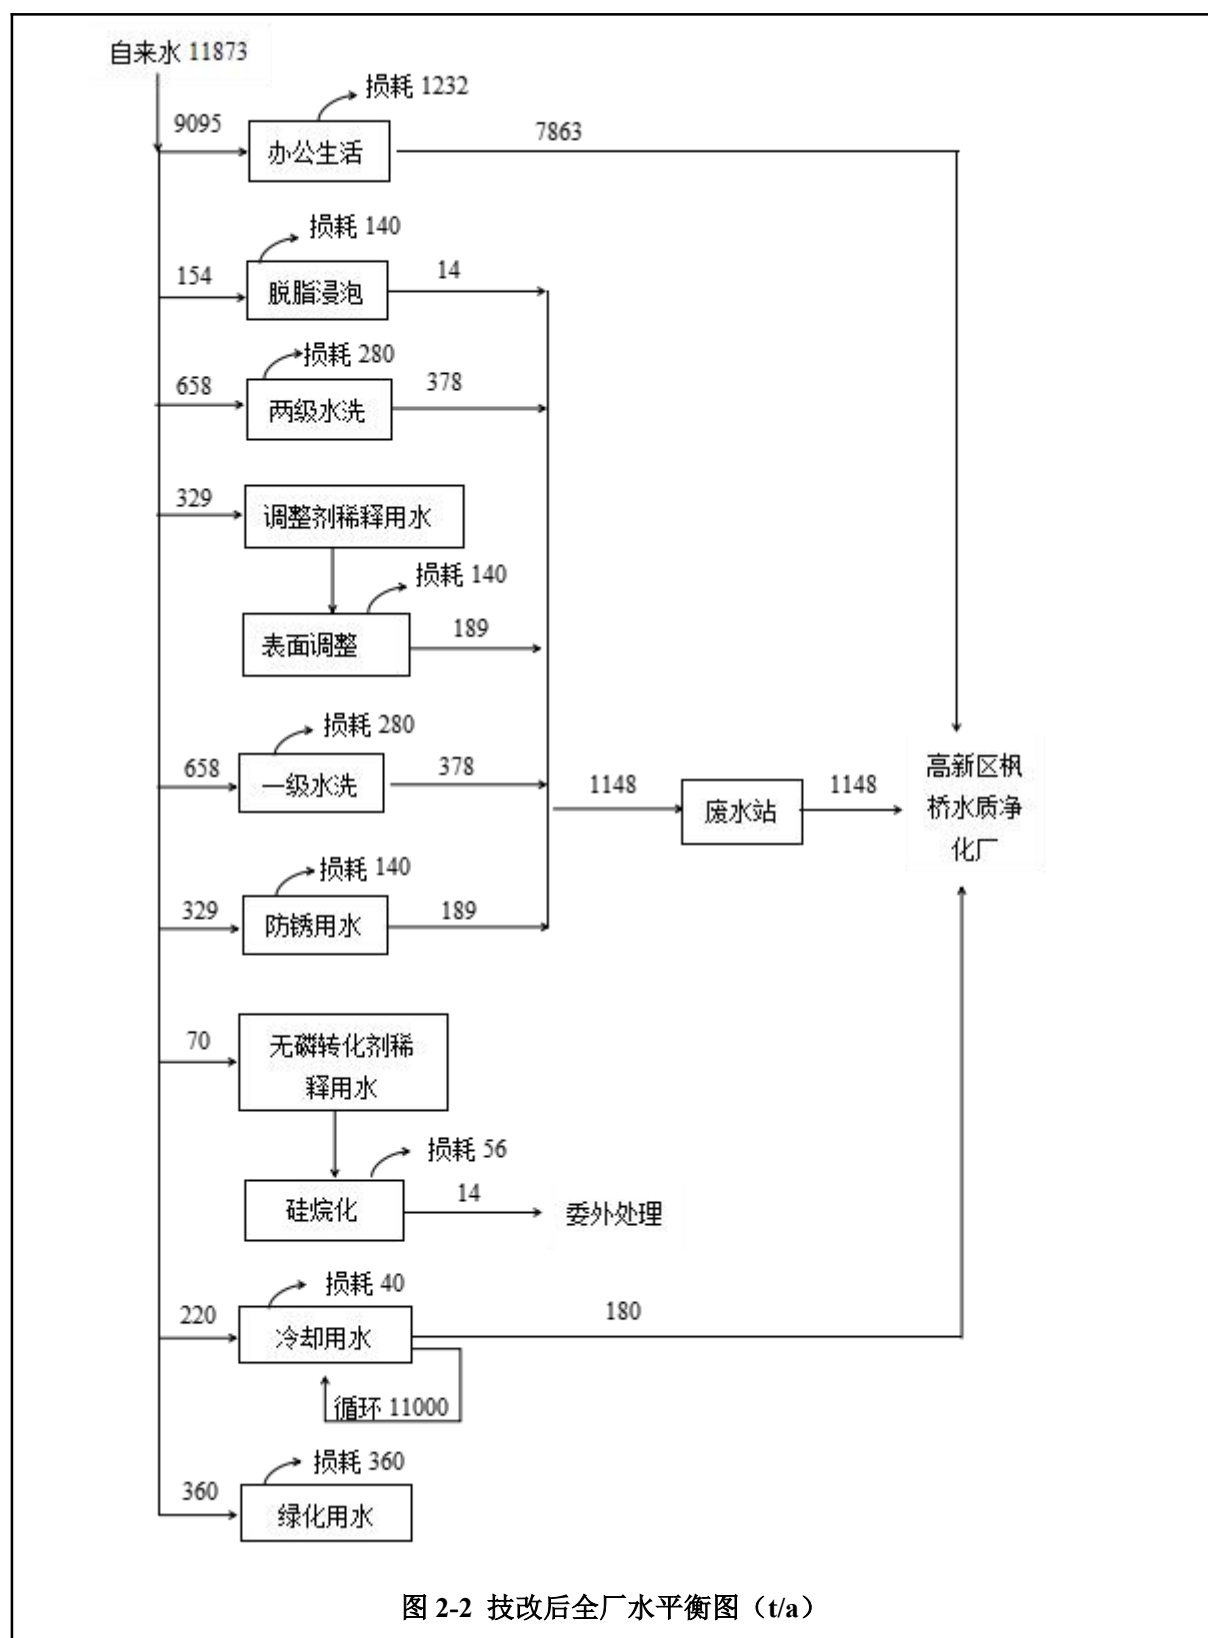 自来水 11873
损耗 1232
9095
办公生活
7863
损耗 140
154
脱脂浸泡
14
损耗 280
658
两级水洗
378
329
调整剂稀释用水
损耗 140
表面调整
189
损耗 280
658
一级水洗
378
1148
废水站
1148
高新区枫
桥水质净
化厂
损耗 140
329
防锈用水
189
70
无磷转化剂稀
释用水
损耗 56
硅烷化
14
委外处理
损耗 40
220
冷却用水
180
循环 11000
损耗 360
360
绿化用水
图 2-2 技改后全厂水平衡图（t/a）